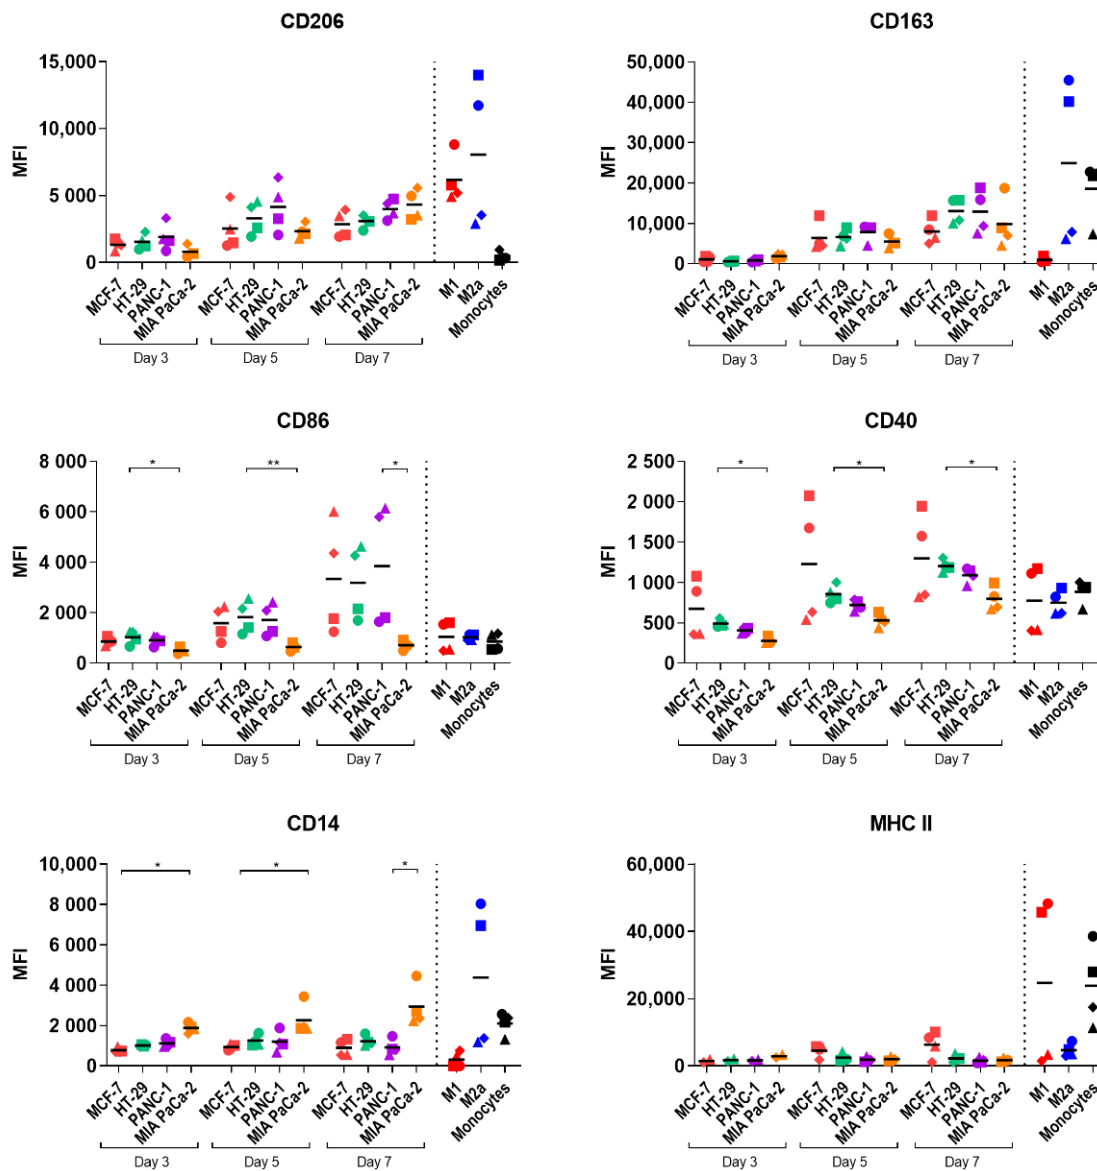 CD206
MFI
15,000
10,000
5,000
0
MCF-7
HT-29
PANC-1
MIA PaCa-2
MCF-7
HT-29
PANC-1
MIA PaCa-2
MCF-7
HT-29
PANC-1
MIA PaCa-2
M1
M2a
Monocytes
Day 3
Day 5
Day 7
CD163
MFI
50,000
40,000
30,000
20,000
10,000
0
MCF-7
HT-29
PANC-1
MIA PaCa-2
MCF-7
HT-29
PANC-1
MIA PaCa-2
MCF-7
HT-29
PANC-1
MIA PaCa-2
M1
M2a
Monocytes
Day 3
Day 5
Day 7
CD86
MFI
8 000
6 000
4 000
2 000
0
*
**
*
MCF-7
HT-29
PANC-1
MIA PaCa-2
MCF-7
HT-29
PANC-1
MIA PaCa-2
MCF-7
HT-29
PANC-1
MIA PaCa-2
M1
M2a
Monocytes
Day 3
Day 5
Day 7
CD40
MFI
2 500
2 000
1 500
1 000
500
0
*
*
*
MCF-7
HT-29
PANC-1
MIA PaCa-2
MCF-7
HT-29
PANC-1
MIA PaCa-2
MCF-7
HT-29
PANC-1
MIA PaCa-2
M1
M2a
Monocytes
Day 3
Day 5
Day 7
CD14
MFI
10,000
8 000
6 000
4 000
2 000
0
*
*
*
MCF-7
HT-29
PANC-1
MIA PaCa-2
MCF-7
HT-29
PANC-1
MIA PaCa-2
MCF-7
HT-29
PANC-1
MIA PaCa-2
M1
M2a
Monocytes
Day 3
Day 5
Day 7
MHC II
MFI
60,000
40,000
20,000
0
MCF-7
HT-29
PANC-1
MIA PaCa-2
MCF-7
HT-29
PANC-1
MIA PaCa-2
MCF-7
HT-29
PANC-1
MIA PaCa-2
M1
M2a
Monocytes
Day 3
Day 5
Day 7